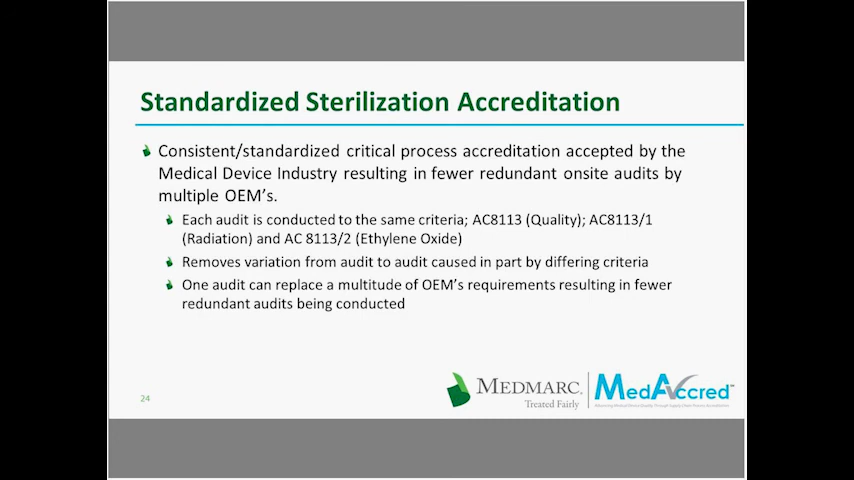 Standardized Sterilization Accreditation
Consistent/standardized critical process accreditation accepted by the
Medical Device Industry resulting in fewer redundant onsite audits by
multiple OEM's.
Each audit is conducted to the same criteria; AC8113 (Quality); AC8113/1
(Radiation) and AC 8113/2 (Ethylene Oxide)
Removes variation from audit to audit caused in part by differing criteria
One audit can replace a multitude of OEM's requirements resulting in fewer
redundant audits being conducted
24
MEDMARC®
Treated Fairly
MedAccred™